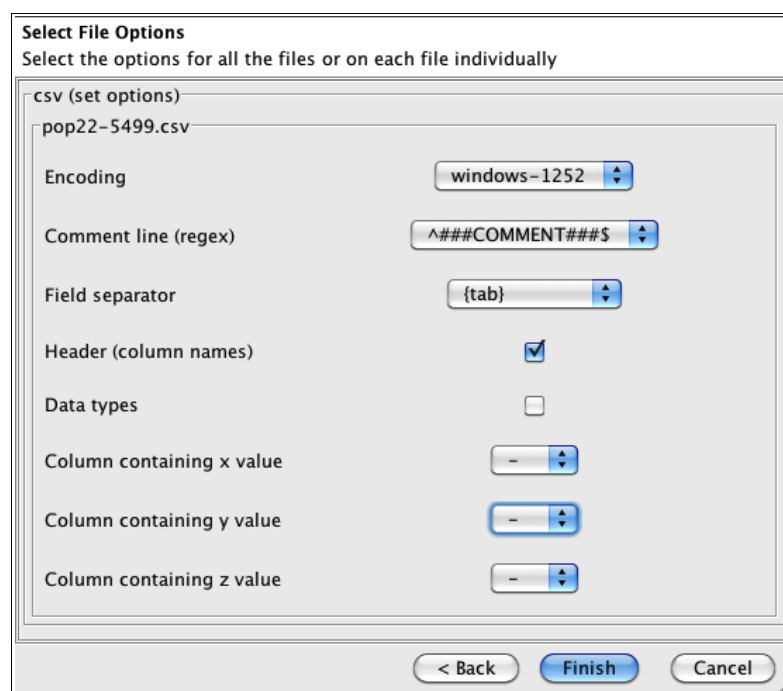 Select File Options
Select the options for all the files or on each file individually
csv (set options)
pop22-5499.csv
Encoding windows-1252
Comment line (regex) ^###COMMENT###$
Field separator {tab}
Header (column names)
Data types
Column containing x value -
Column containing y value -
Column containing z value -
< Back Finish Cancel